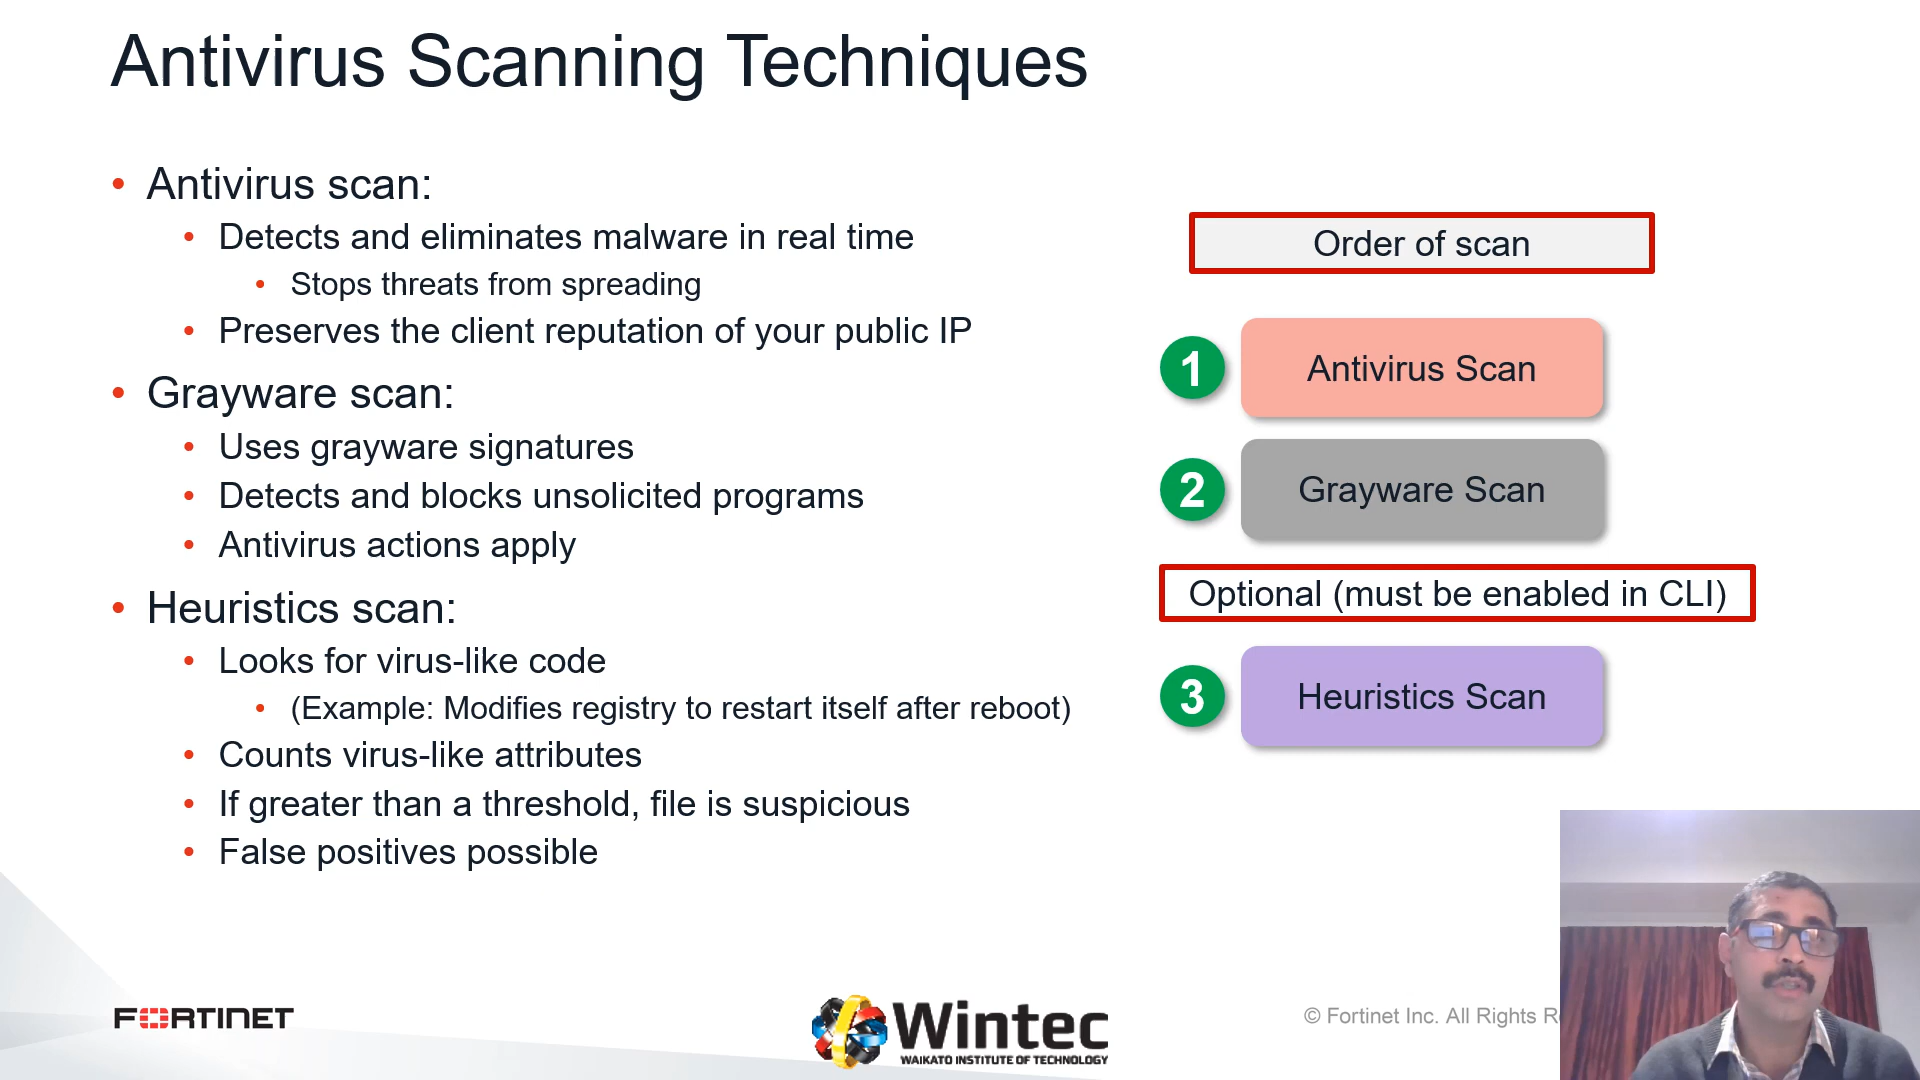 Antivirus Scanning Techniques
• Antivirus scan:
• Detects and eliminates malware in real time
• Stops threats from spreading
• Preserves the client reputation of your public IP
• Grayware scan:
• Uses grayware signatures
• Detects and blocks unsolicited programs
• Antivirus actions apply
• Heuristics scan:
• Looks for virus-like code
• (Example: Modifies registry to restart itself after reboot)
• Counts virus-like attributes
• If greater than a threshold, file is suspicious
• False positives possible
Order of scan
1 Antivirus Scan
2 Grayware Scan
Optional (must be enabled in CLI)
3 Heuristics Scan
FORTINET
Wintec
WAIKATO INSTITUTE OF TECHNOLOGY
© Fortinet Inc. All Rights